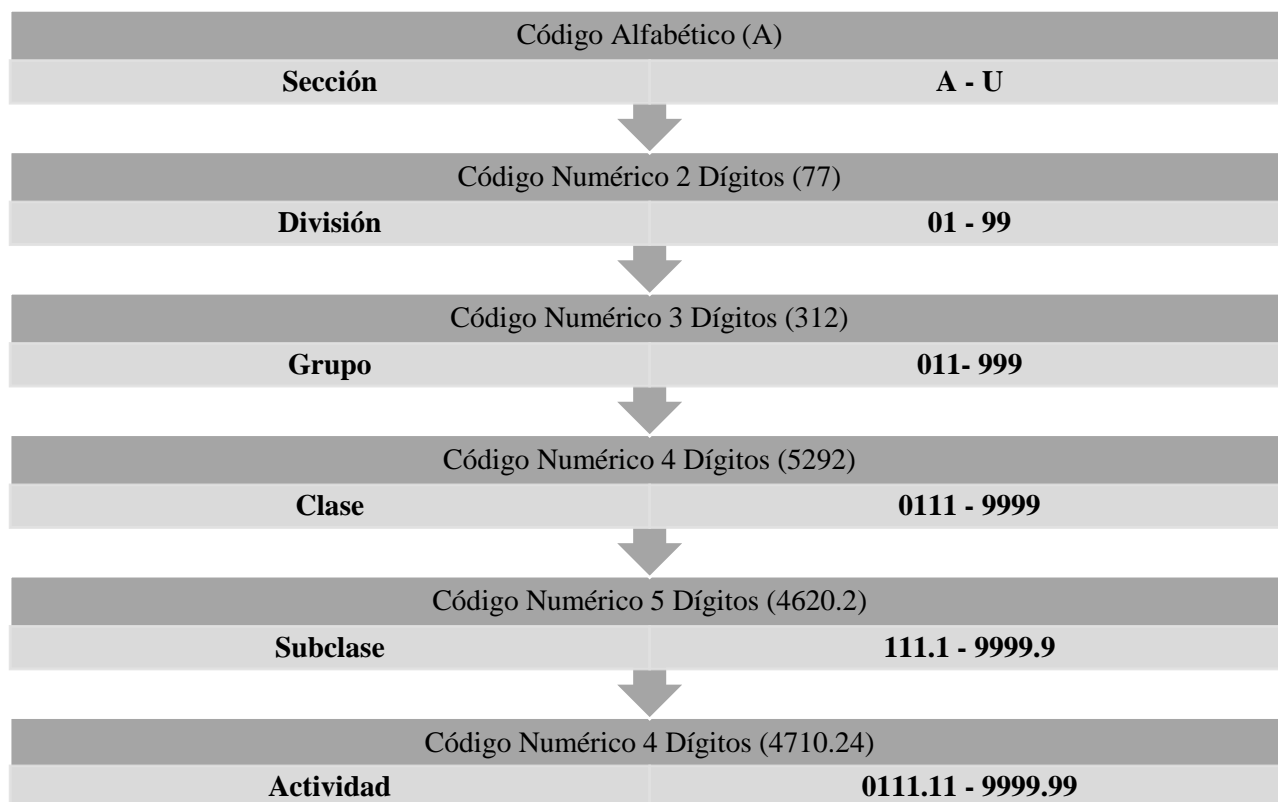 Código Alfabético (A)
Sección A - U
Código Numérico 2 Dígitos (77)
División 01 - 99
Código Numérico 3 Dígitos (312)
Grupo 011- 999
Código Numérico 4 Dígitos (5292)
Clase 0111 - 9999
Código Numérico 5 Dígitos (4620.2)
Subclase 111.1 - 9999.9
Código Numérico 4 Dígitos (4710.24)
Actividad 0111.11 - 9999.99